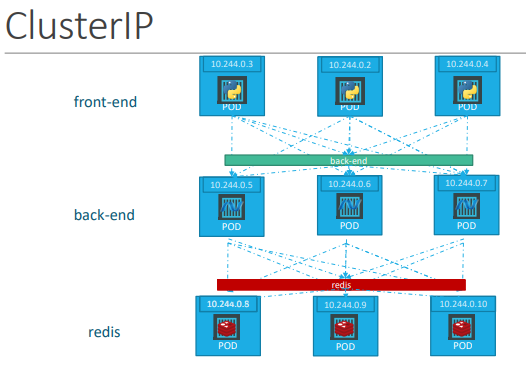 ClusterIP
10.244.0.3 10.244.0.2 10.244.0.4
front-end
POD POD POD
back-end
10.244.0.5 10.244.0.6 10.244.0.7
back-end
POD POD POD
redis
10.244.0.8 10.244.0.9 10.244.0.10
redis
POD POD POD